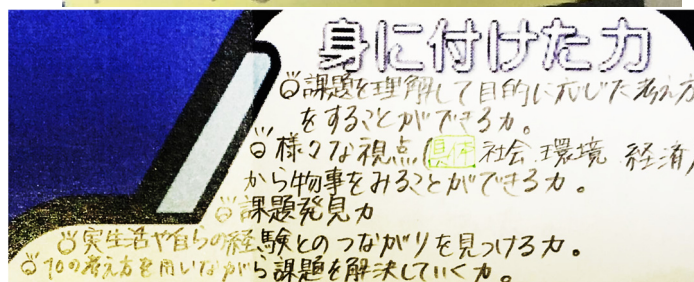 身に付けた力
課題を理解して目的に応じた考え方
をすることができる力。
様々な視点(具体 社会 環境 経済)
から物事をみることができる力。
課題発見力
実生活や自らの経験とのつながりを見つける力。
10の考え方を用いながら課題を解決していく力。